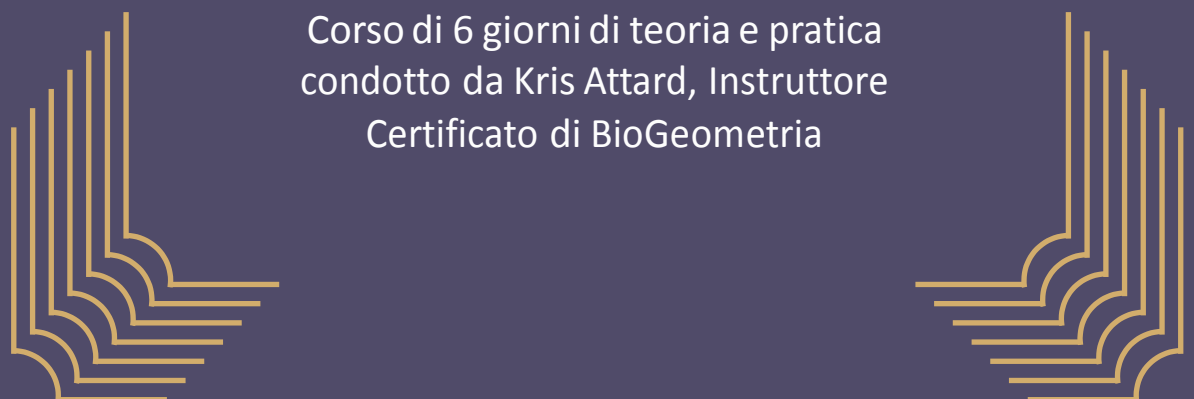 Corso di 6 giorni di teoria e pratica
condotto da Kris Attard, Instruttore
Certificato di BioGeometria